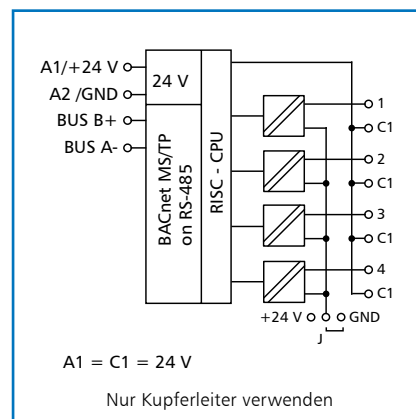 A1/+24 V
24 V
A2 /GND
BUS B+
BUS A-
BACnet MS/TP
on RS-485
RISC - CPU
1
C1
2
C1
3
C1
4
C1
+24 V
GND
J
A1 = C1 = 24 V
Nur Kupferleiter verwenden